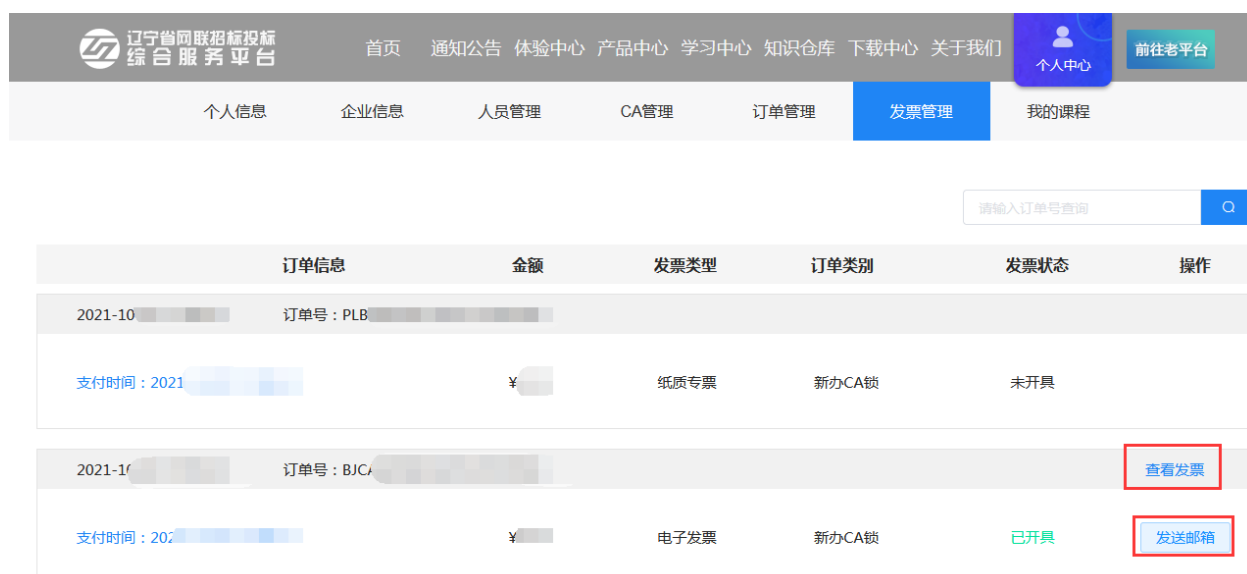 辽宁省网联招标投标
综合服务平台
首页 通知公告 体验中心 产品中心 学习中心 知识仓库 下载中心 关于我们 个人中心 前往老平台
个人信息 企业信息 人员管理 CA管理 订单管理 发票管理 我的课程
请输入订单号查询
订单信息 金额 发票类型 订单类别 发票状态 操作
2021-10 订单号：PLB
支付时间：2021 ¥ 纸质专票 新办CA锁 未开具
2021-1 订单号：BJCA 查看发票
支付时间：202 ¥ 电子发票 新办CA锁 已开具 发送邮箱